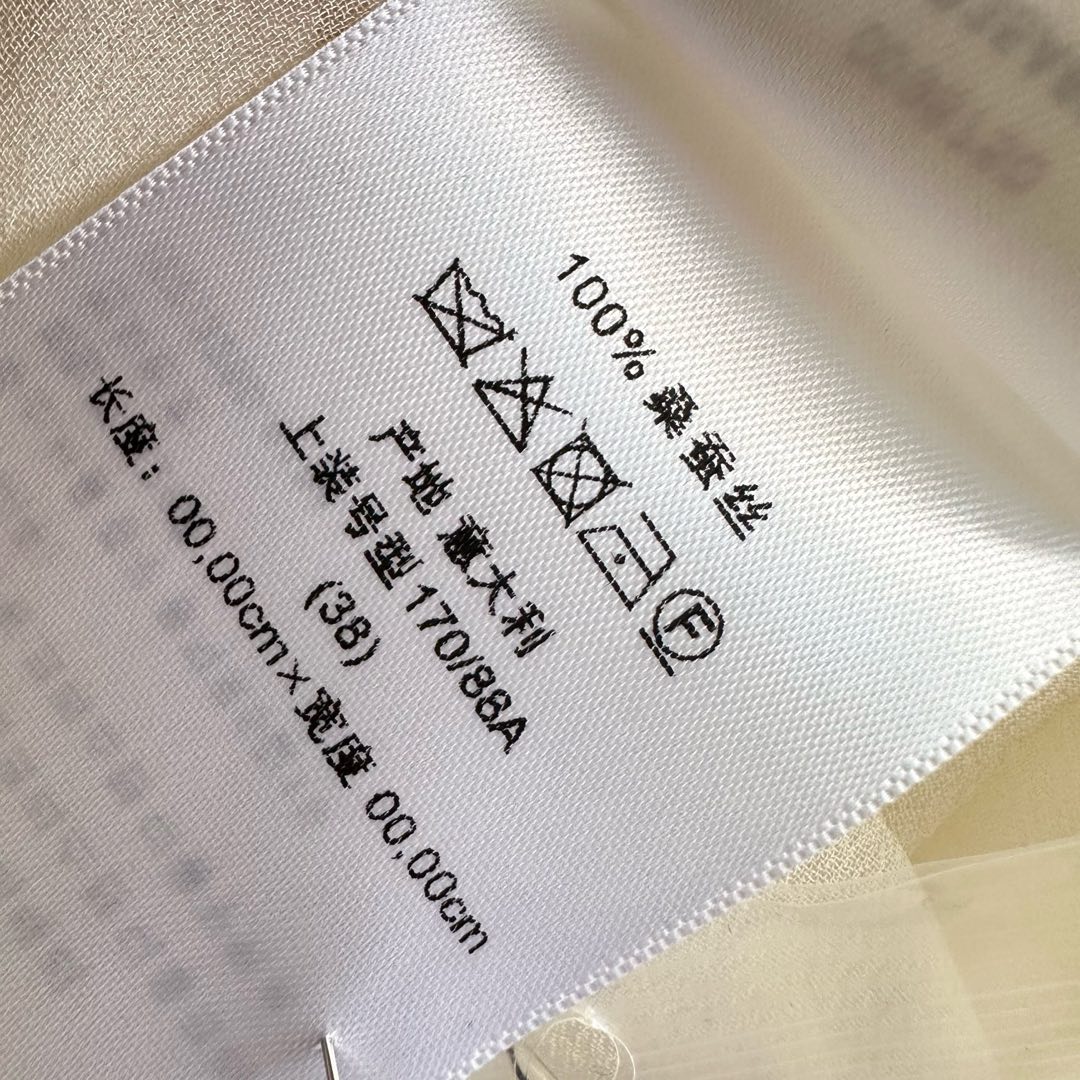 100% 桑蚕丝
F
产地 意大利
上装号型 170/88A
(38)
长度: 00,00cm×宽度 00,00cm